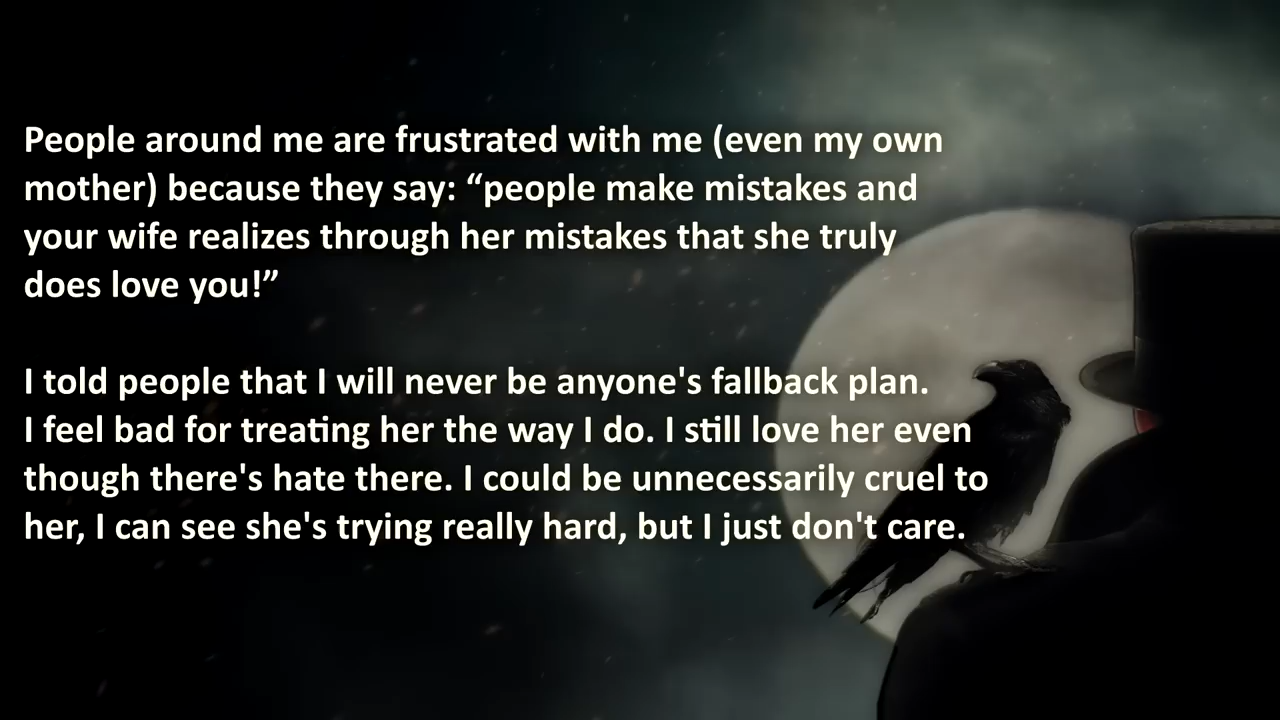 People around me are frustrated with me (even my own
mother) because they say: “people make mistakes and
your wife realizes through her mistakes that she truly
does love you!”
I told people that I will never be anyone's fallback plan.
I feel bad for treating her the way I do. I still love her even
though there's hate there. I could be unnecessarily cruel to
her, I can see she's trying really hard, but I just don't care.